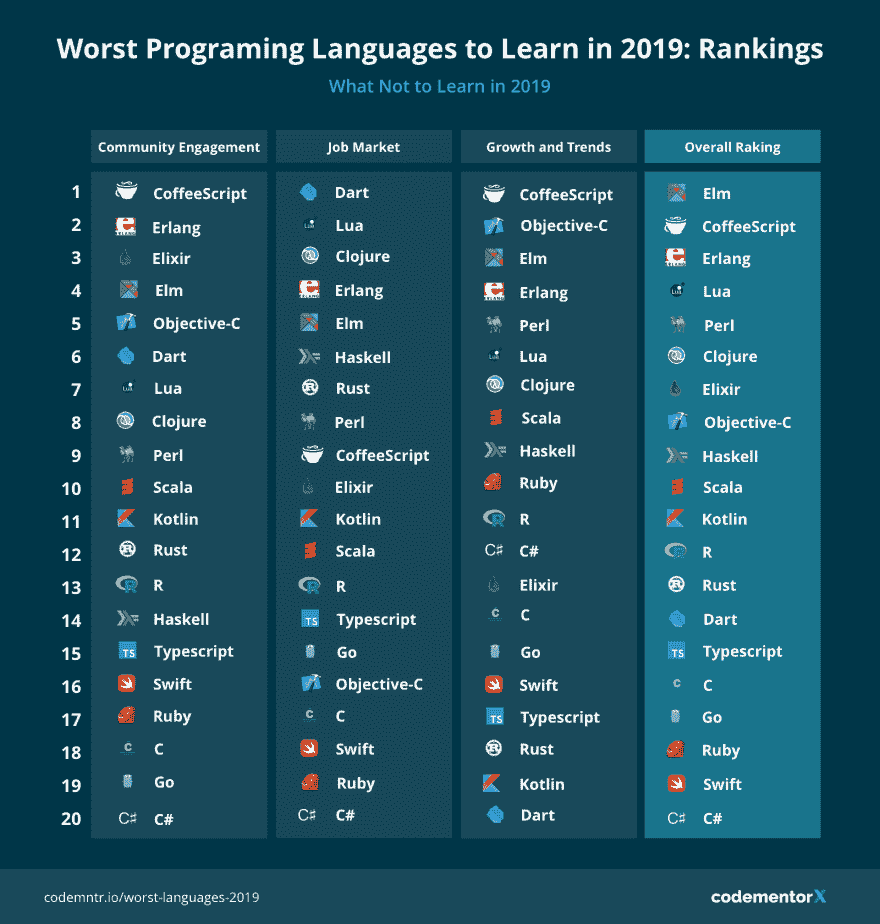 Worst Programing Languages to Learn in 2019: Rankings
What Not to Learn in 2019
Community Engagement Job Market Growth and Trends Overall Raking
1 CoffeeScript Dart CoffeeScript Elm
2 Erlang Lua Objective-C CoffeeScript
3 Elixir Clojure Elm Erlang
4 Elm Erlang Erlang Lua
5 Objective-C Elm Perl Perl
6 Dart Haskell Lua Clojure
7 Lua Rust Clojure Elixir
8 Clojure Perl Scala Objective-C
9 Perl CoffeeScript Haskell Haskell
10 Scala Elixir Ruby Scala
11 Kotlin Kotlin R Kotlin
12 Rust Scala C# C# R
13 R R Elixir Rust
14 Haskell TS Typescript C C Dart
15 TS Typescript Go Go TS Typescript
16 Swift Objective-C Swift C C
17 Ruby C C TS Typescript Go
18 C C Swift Rust Ruby
19 Go Ruby Kotlin Swift
20 C# C# C# C# Dart C# C#
codemntr.io/worst-languages-2019 codementorX